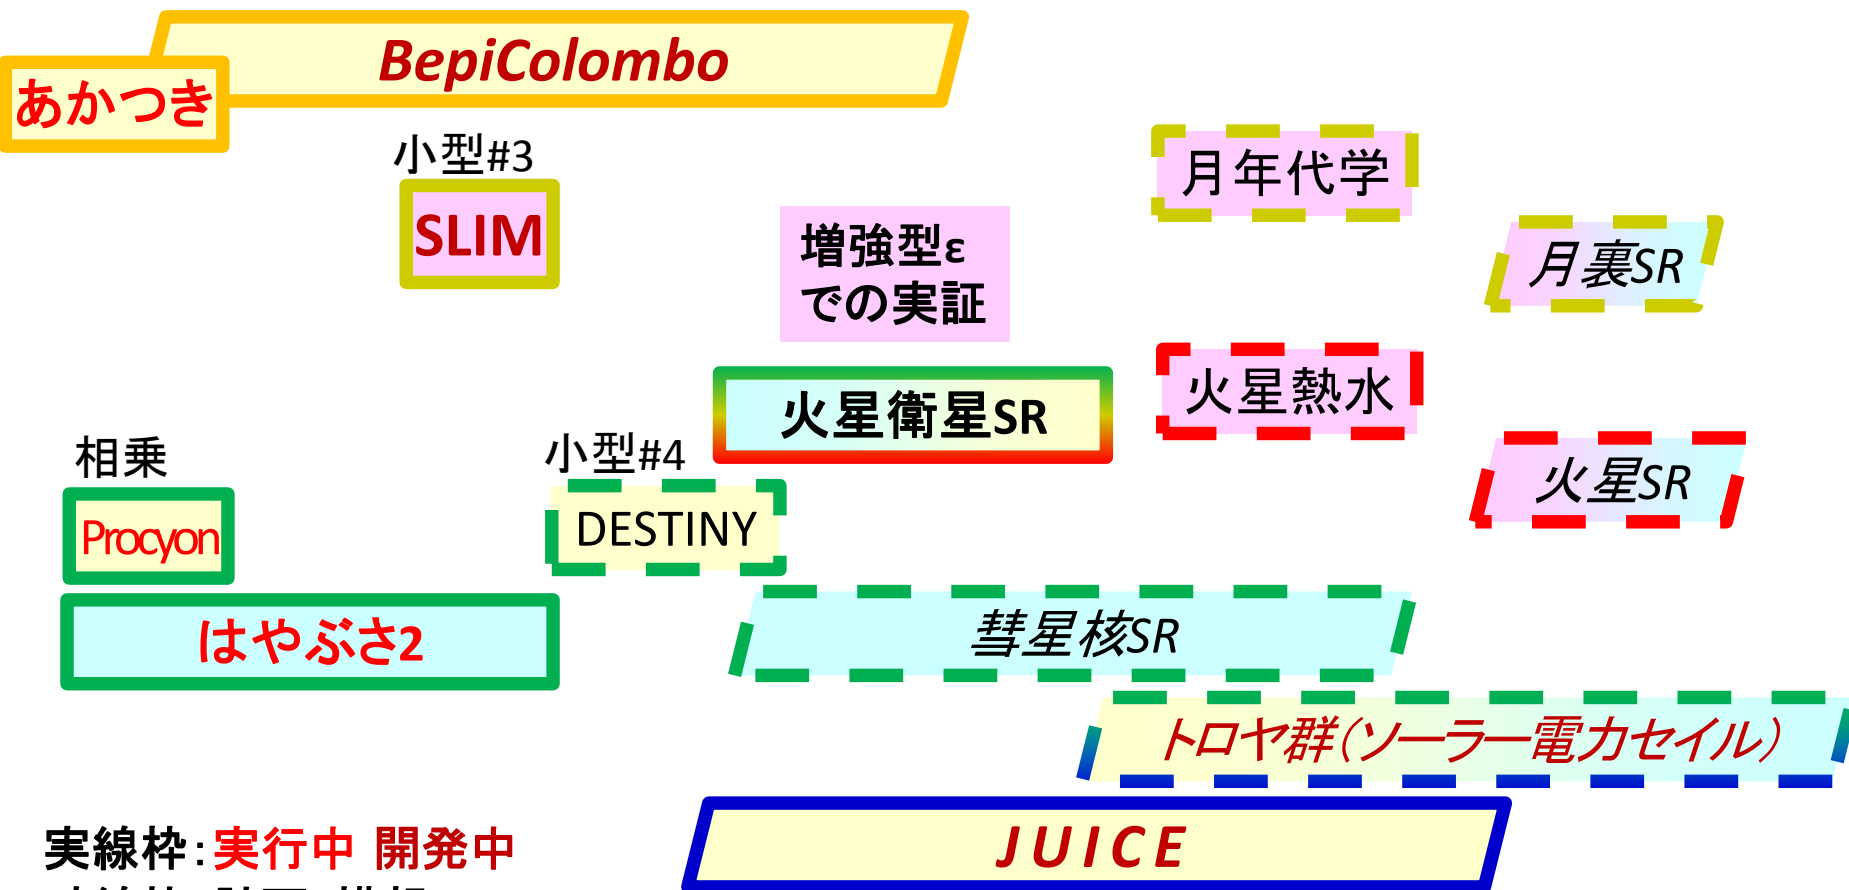 BepiColombo
あかつき
小型#3
SLIM
月年代学
増強型ε
での実証
月裏SR
火星衛星SR
火星熱水
相乗
小型#4
火星SR
Procyon
DESTINY
はやぶさ2
彗星核SR
トロヤ群(ソーラー電力セイル)
JUICE
実線枠:実行中 開発中